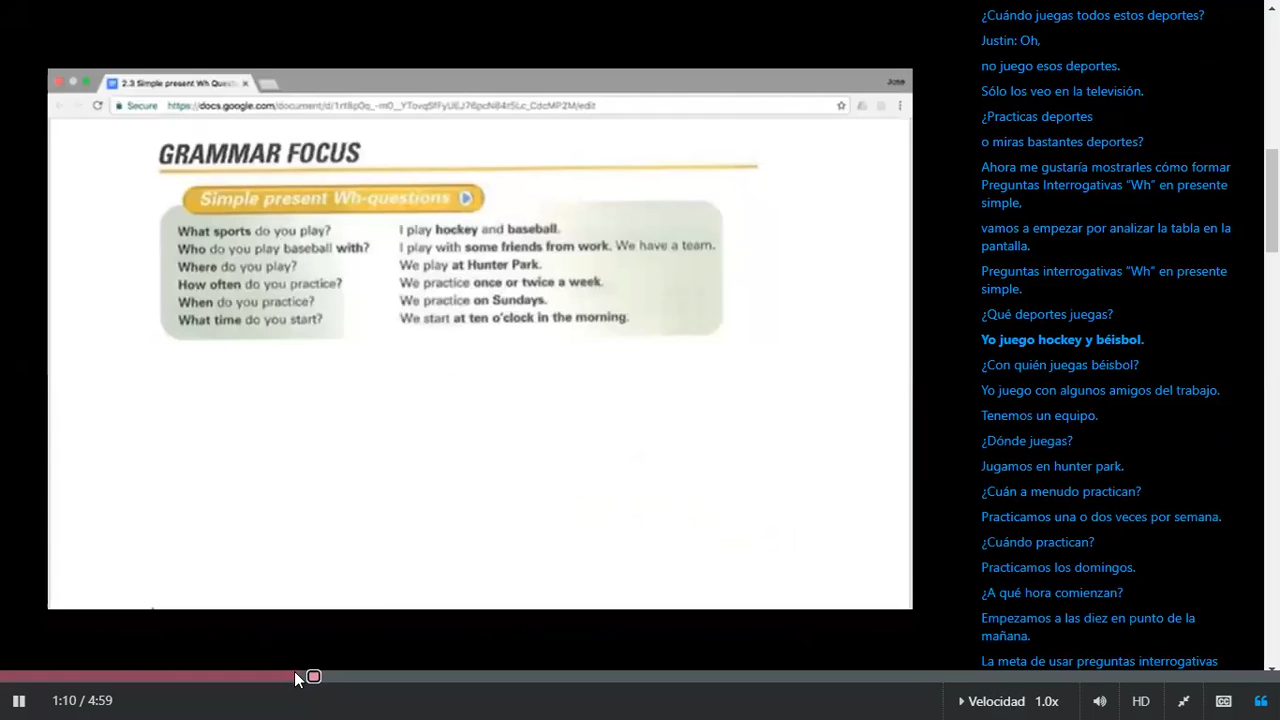 2.3 Simple present Wh Ques
Jose
Secure
GRAMMAR FOCUS
Simple present Wh-questions
What sports do you play? I play hockey and baseball.
Who do you play baseball with? I play with some friends from work. We have a team.
Where do you play? We play at Hunter Park.
How often do you practice? We practice once or twice a week.
When do you practice? We practice on Sundays.
What time do you start? We start at ten o'clock in the morning.
¿Cuándo juegas todos estos deportes?
Justin: Oh,
no juego esos deportes.
Sólo los veo en la televisión.
¿Practicas deportes
o miras bastantes deportes?
Ahora me gustaría mostrarles cómo formar
Preguntas Interrogativas “Wh” en presente
simple,
vamos a empezar por analizar la tabla en la
pantalla.
Preguntas interrogativas “Wh” en presente
simple.
¿Qué deportes juegas?
Yo juego hockey y béisbol.
¿Con quién juegas béisbol?
Yo juego con algunos amigos del trabajo.
Tenemos un equipo.
¿Dónde juegas?
Jugamos en hunter park.
¿Cuán a menudo practican?
Practicamos una o dos veces por semana.
¿Cuándo practican?
Practicamos los domingos.
¿A qué hora comienzan?
Empezamos a las diez en punto de la
mañana.
La meta de usar preguntas interrogativas
1:10 / 4:59
Velocidad 1.0x
HD
CC